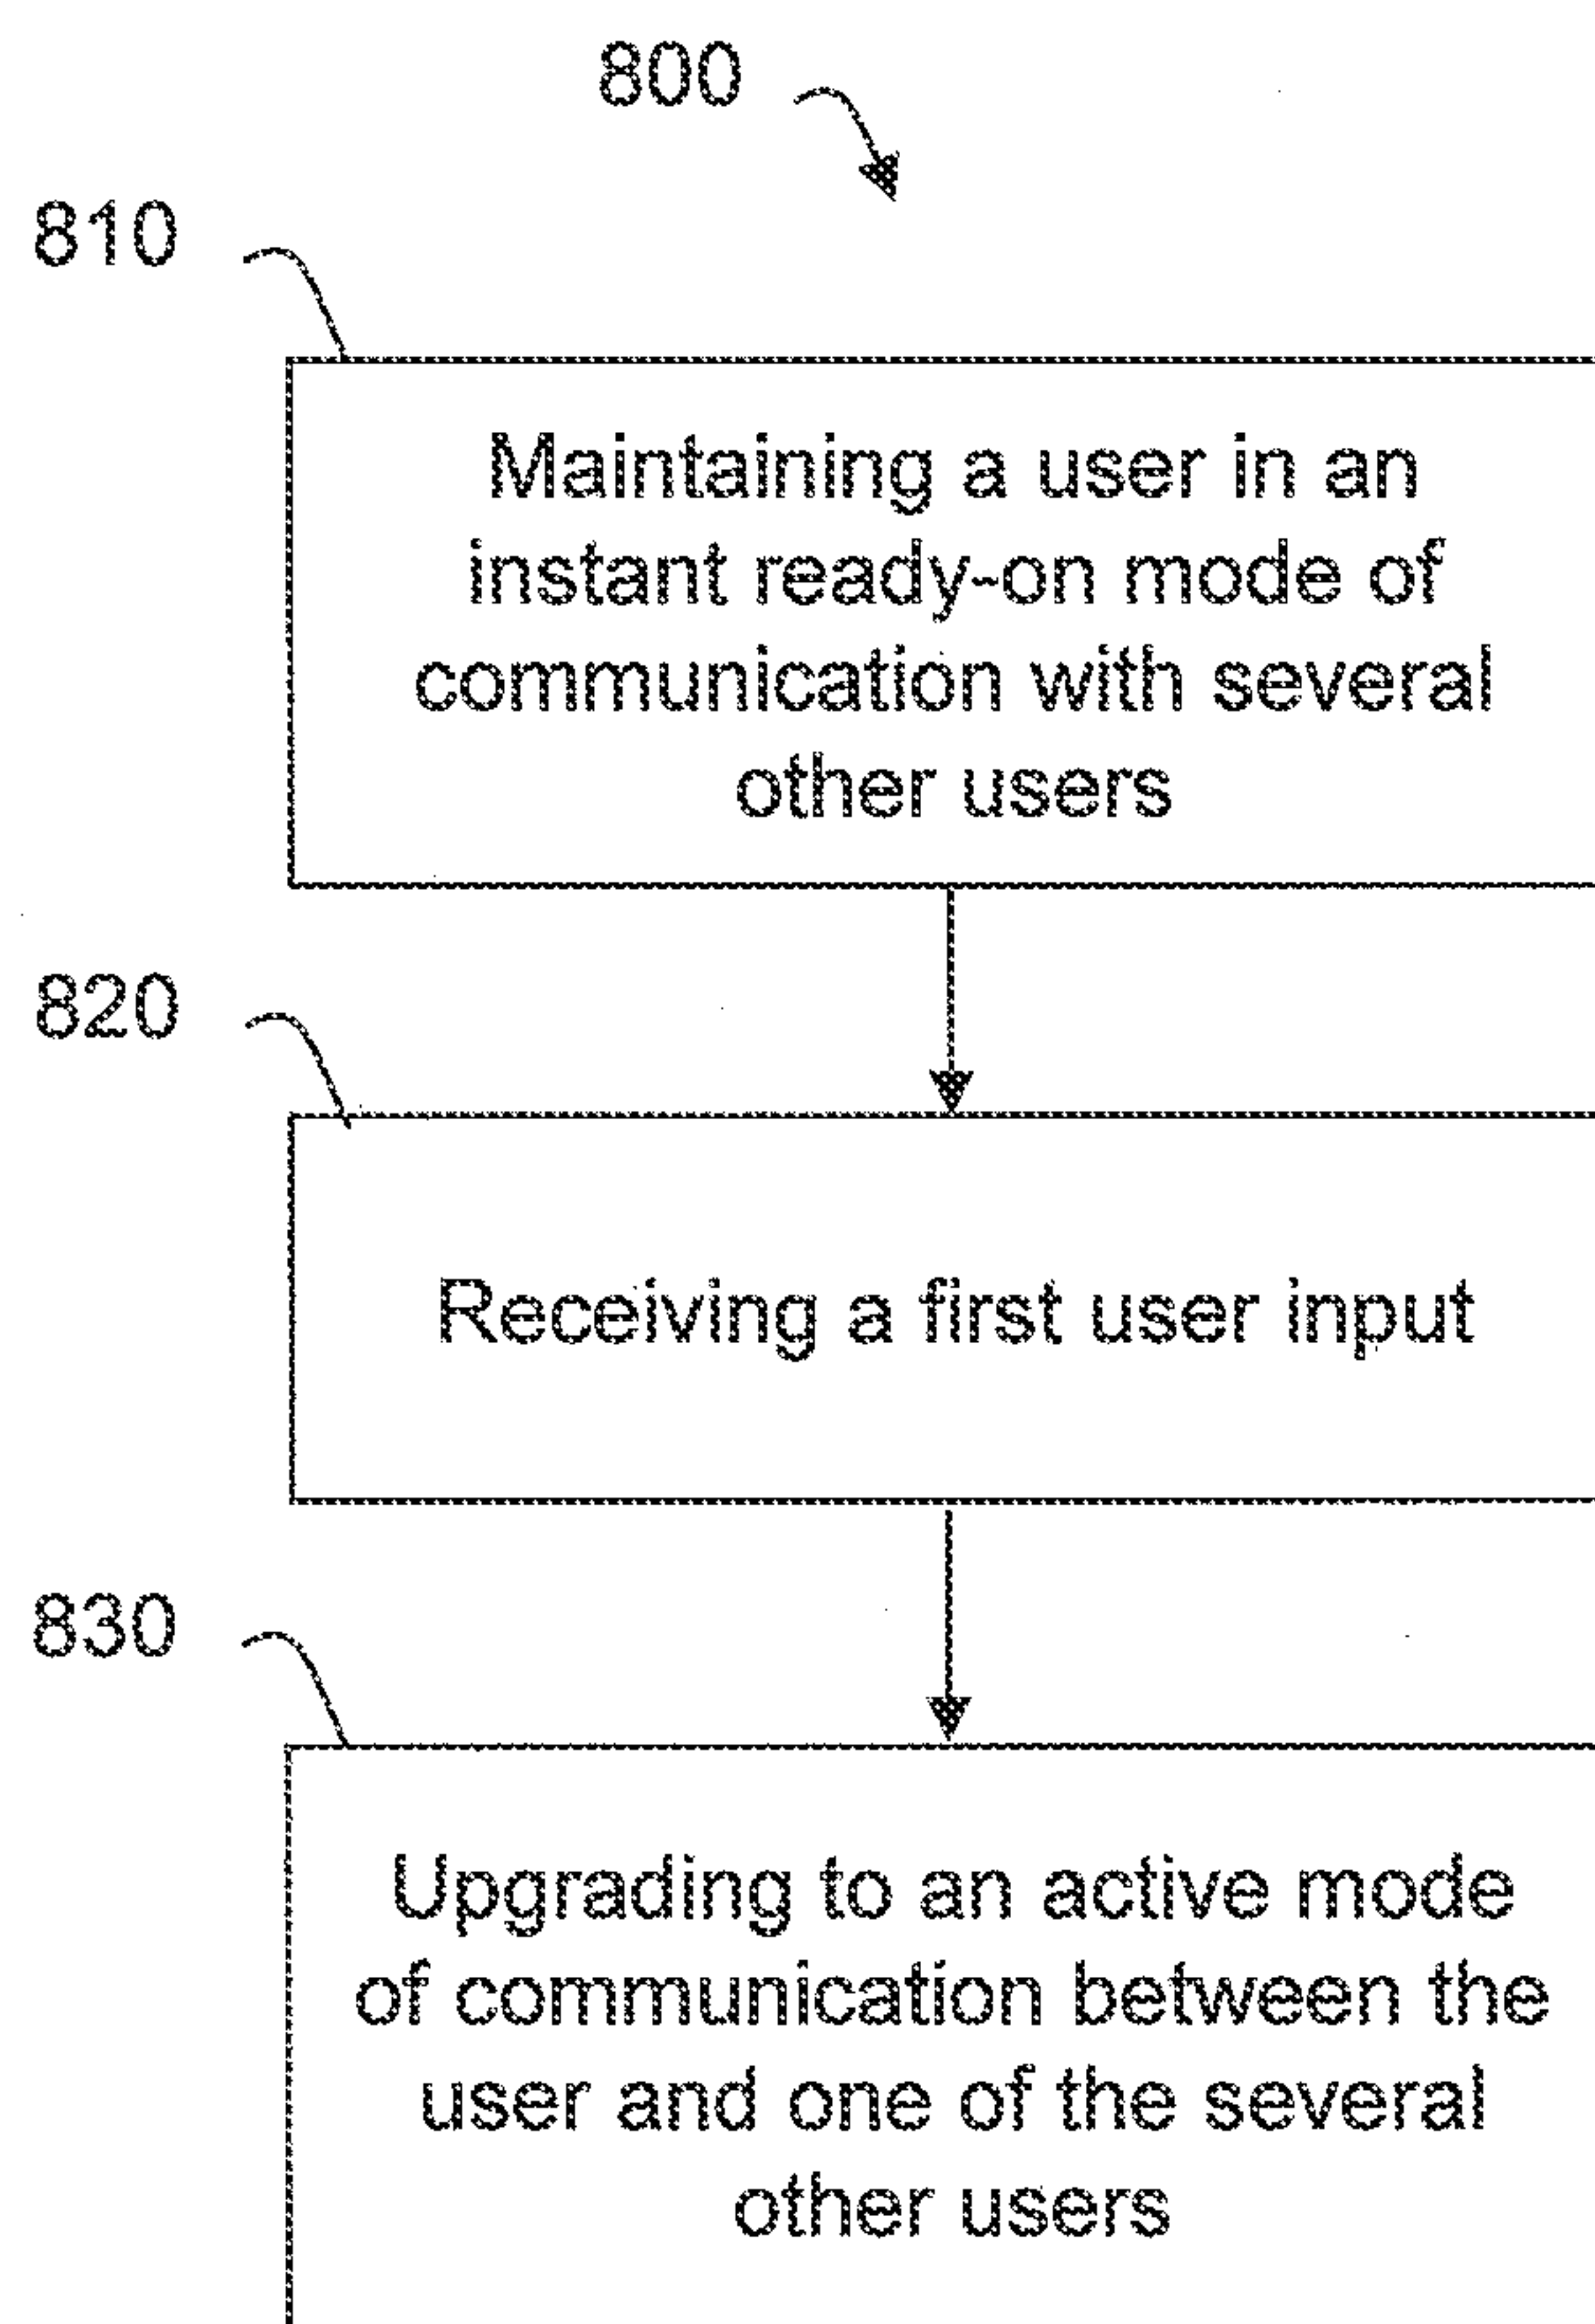 800
810
Maintaining a user in an
instant ready-on mode of
communication with several
other users
820
Receiving a first user input
830
Upgrading to an active mode
of communication between the
user and one of the several
other users